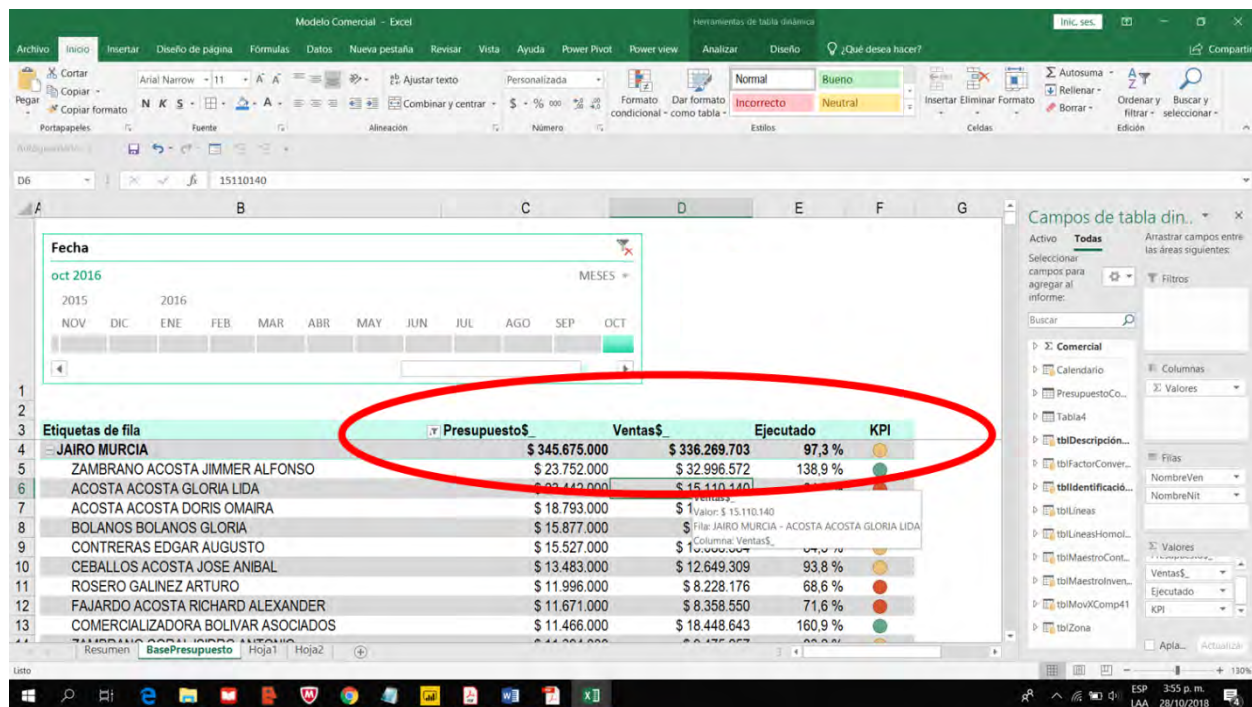 Modelo Comercial - Excel
Herramientas de tabla dinámica
Inic. ses.
Archivo Inicio Insertar Diseño de página Fórmulas Datos Nueva pestaña Revisar Vista Ayuda Power Pivot Power view Analizar Diseño ¿Qué desea hacer? Compartir
Pegar
Cortar
Copiar
Copiar formato
Portapapeles
Arial Narrow 11
N K S
Fuente
Ajustar texto
Combinar y centrar
Alineación
Personalizada
$ % 000
Número
Formato condicional
Dar formato como tabla
Normal Bueno
Incorrecto Neutral
Estilos
Insertar Eliminar Formato
Celdas
Autosuma
Rellenar
Borrar
Ordenar y filtrar
Buscar y seleccionar
Edición
D6 fx 15110140
A B C D E F G
Fecha
oct 2016 MESES
2015 2016
NOV DIC ENE FEB MAR ABR MAY JUN JUL AGO SEP OCT
1
2
3 Etiquetas de fila Presupuesto$_ Ventas$_ Ejecutado KPI
4 JAIRO MURCIA $ 345.675.000 $ 336.269.703 97,3 %
5 ZAMBRANO ACOSTA JIMMER ALFONSO $ 23.752.000 $ 32.996.572 138,9 %
6 ACOSTA ACOSTA GLORIA LIDA $ 15.110.140
7 ACOSTA ACOSTA DORIS OMAIRA $ 18.793.000
8 BOLANOS BOLANOS GLORIA $ 15.877.000
9 CONTRERAS EDGAR AUGUSTO $ 15.527.000
10 CEBALLOS ACOSTA JOSE ANIBAL $ 13.483.000 $ 12.649.309 93,8 %
11 ROSERO GALINEZ ARTURO $ 11.996.000 $ 8.228.176 68,6 %
12 FAJARDO ACOSTA RICHARD ALEXANDER $ 11.671.000 $ 8.358.550 71,6 %
13 COMERCIALIZADORA BOLIVAR ASOCIADOS $ 11.466.000 $ 18.448.643 160,9 %
Ventas$_
Valor: $ 15.110.140
Fila: JAIRO MURCIA - ACOSTA ACOSTA GLORIA LIDA
Columna: Ventas$_
Resumen BasePresupuesto Hoja1 Hoja2
Campos de tabla din..
Activo Todas
Seleccionar
campos para
agregar al
informe:
Buscar
Σ Comercial
Calendario
PresupuestoCo...
Tabla4
tblDescripción...
tblFactorConver...
tblIdentificació...
tblLineas
tblLineasHomol...
tblMaestroCont...
tblMaestroInven...
tblMovXComp41
tblZona
Arrastrar campos entre
las áreas siguientes:
Filtros
Columnas
Σ Valores
Filas
NombreVen
NombreNit
Σ Valores
Ventas$_
Ejecutado
KPI
Apla... Actualizar
Listo
130%
ESP
LAA
3:55 p. m.
28/10/2018